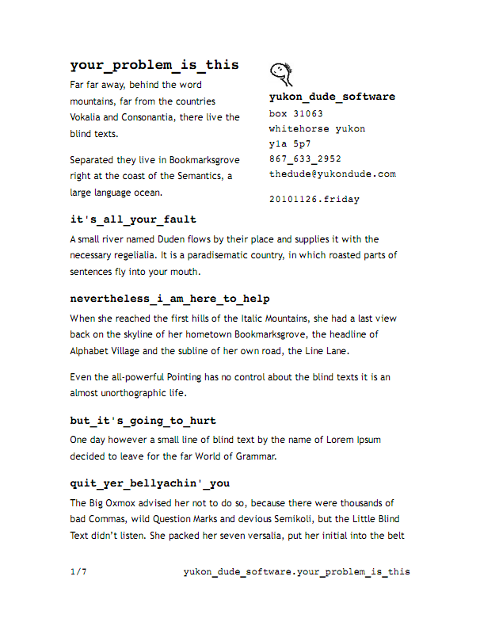 your_problem_is_this
Far far away, behind the word
mountains, far from the countries
Vokalia and Consonantia, there live the
blind texts.
Separated they live in Bookmarksgrove
right at the coast of the Semantics, a
large language ocean.
yukon_dude_software
box 31063
whitehorse yukon
y1a 5p7
867_633_2952
thedude@yukondude.com
20101126.friday
it's_all_your_fault
A small river named Duden flows by their place and supplies it with the
necessary regelialia. It is a paradisematic country, in which roasted parts of
sentences fly into your mouth.
nevertheless_i_am_here_to_help
When she reached the first hills of the Italic Mountains, she had a last view
back on the skyline of her hometown Bookmarksgrove, the headline of
Alphabet Village and the subline of her own road, the Line Lane.
Even the all-powerful Pointing has no control about the blind texts it is an
almost unorthographic life.
but_it's_going_to_hurt
One day however a small line of blind text by the name of Lorem Ipsum
decided to leave for the far World of Grammar.
quit_yer_bellyachin'_you
The Big Oxmox advised her not to do so, because there were thousands of
bad Commas, wild Question Marks and devious Semikoli, but the Little Blind
Text didn't listen. She packed her seven versalia, put her initial into the belt
1/7 yukon_dude_software.your_problem_is_this